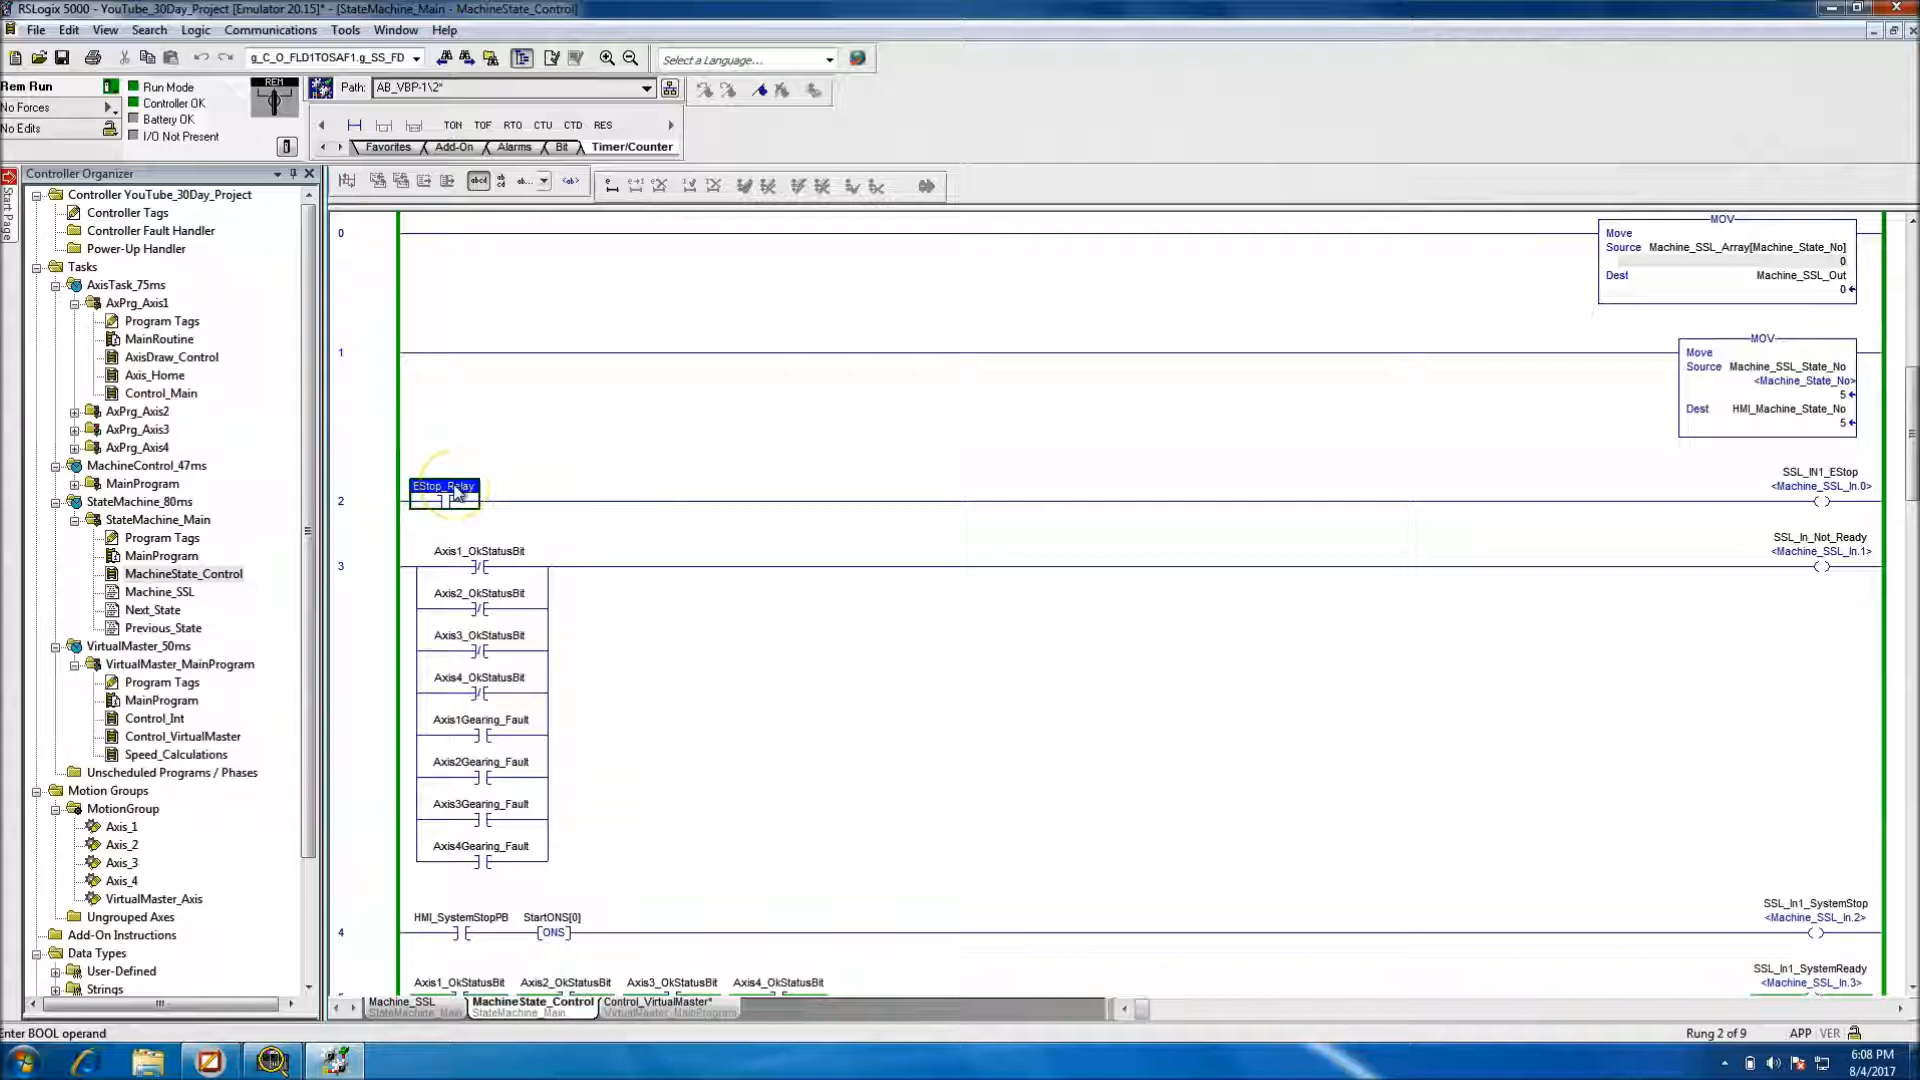 RSLogix 5000 - YouTube_30Day_Project [Emulator 20.15]* - [StateMachine_Main - MachineState_Control]
File Edit View Search Logic Communications Tools Window Help
g_C_O_FLD1TOSAF1.g_SS_FD
Select a Language...
Rem Run
No Forces
No Edits
Run Mode
Controller OK
Battery OK
I/O Not Present
REM
Path: AB_VBP-1\2*
TON TOF RTO CTU CTD RES
Favorites Add-On Alarms Bit Timer/Counter
Start Page
Controller Organizer
Controller YouTube_30Day_Project
Controller Tags
Controller Fault Handler
Power-Up Handler
Tasks
AxisTask_75ms
AxPrg_Axis1
Program Tags
MainRoutine
AxisDraw_Control
Axis_Home
Control_Main
AxPrg_Axis2
AxPrg_Axis3
AxPrg_Axis4
MachineControl_47ms
MainProgram
StateMachine_80ms
StateMachine_Main
Program Tags
MainProgram
MachineState_Control
Machine_SSL
Next_State
Previous_State
VirtualMaster_50ms
VirtualMaster_MainProgram
Program Tags
MainProgram
Control_Int
Control_VirtualMaster
Speed_Calculations
Unscheduled Programs / Phases
Motion Groups
MotionGroup
Axis_1
Axis_2
Axis_3
Axis_4
VirtualMaster_Axis
Ungrouped Axes
Add-On Instructions
Data Types
User-Defined
Strings
0
MOV
Move
Source Machine_SSL_Array[Machine_State_No]
0
Dest Machine_SSL_Out
0
1
MOV
Move
Source Machine_SSL_State_No
<Machine_State_No>
5
Dest HMI_Machine_State_No
5
EStop_Relay
2
SSL_IN1_EStop
<Machine_SSL_In.0>
3
Axis1_OkStatusBit
SSL_In_Not_Ready
<Machine_SSL_In.1>
Axis2_OkStatusBit
Axis3_OkStatusBit
Axis4_OkStatusBit
Axis1Gearing_Fault
Axis2Gearing_Fault
Axis3Gearing_Fault
Axis4Gearing_Fault
4
HMI_SystemStopPB StartONS[0]
ONS
SSL_In1_SystemStop
<Machine_SSL_In.2>
Axis1_OkStatusBit Axis2_OkStatusBit Axis3_OkStatusBit Axis4_OkStatusBit
SSL_In1_SystemReady
<Machine_SSL_In.3>
Machine_SSL MachineState_Control Control_VirtualMaster*
StateMachine_Main StateMachine_Main VirtualMaster_MainProgram
Enter BOOL operand
Rung 2 of 9 APP VER
6:08 PM
8/4/2017